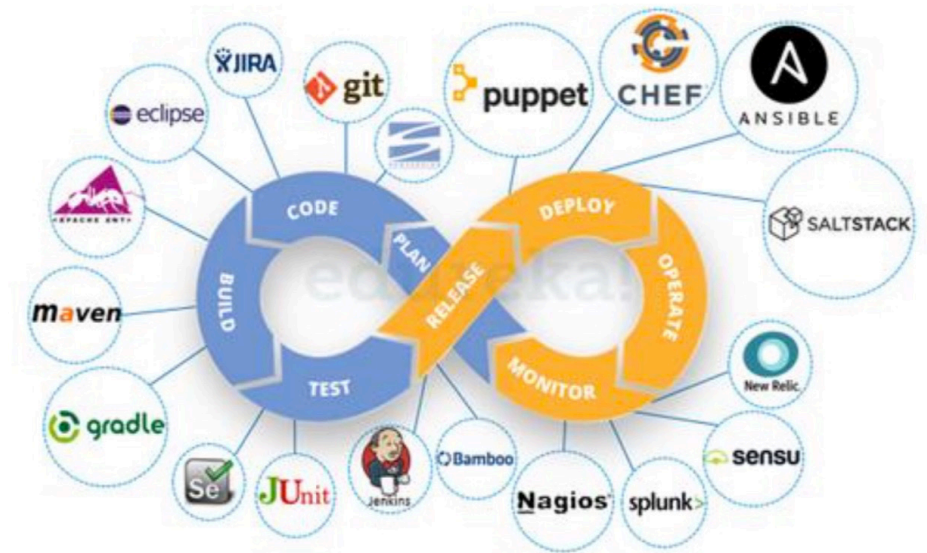 JIRA
git
puppet
CHEF
ANSIBLE
eclipse
APACHE ANT
SALTSTACK
CODE
DEPLOY
PLAN
maven
BUILD
edureka!
RELEASE
OPERATE
TEST
MONITOR
New Relic.
gradle
Se
JUnit
Jenkins
Bamboo
Nagios
splunk>
sensu